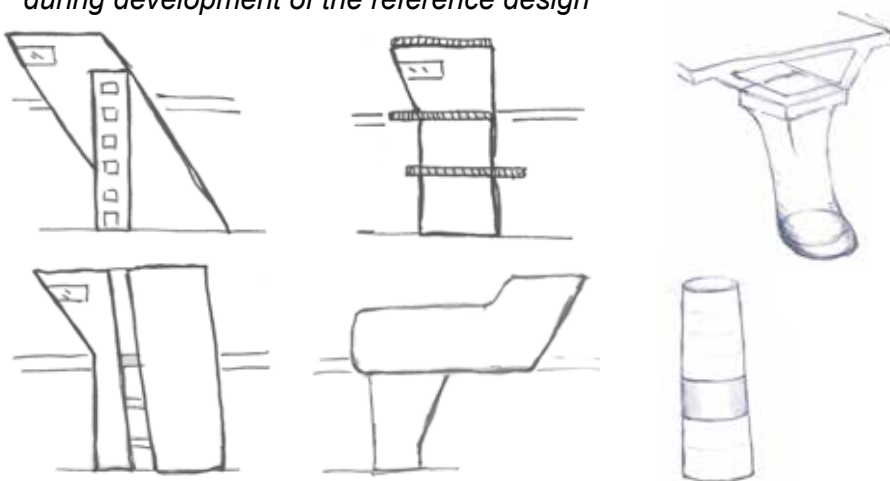 during development of the reference design